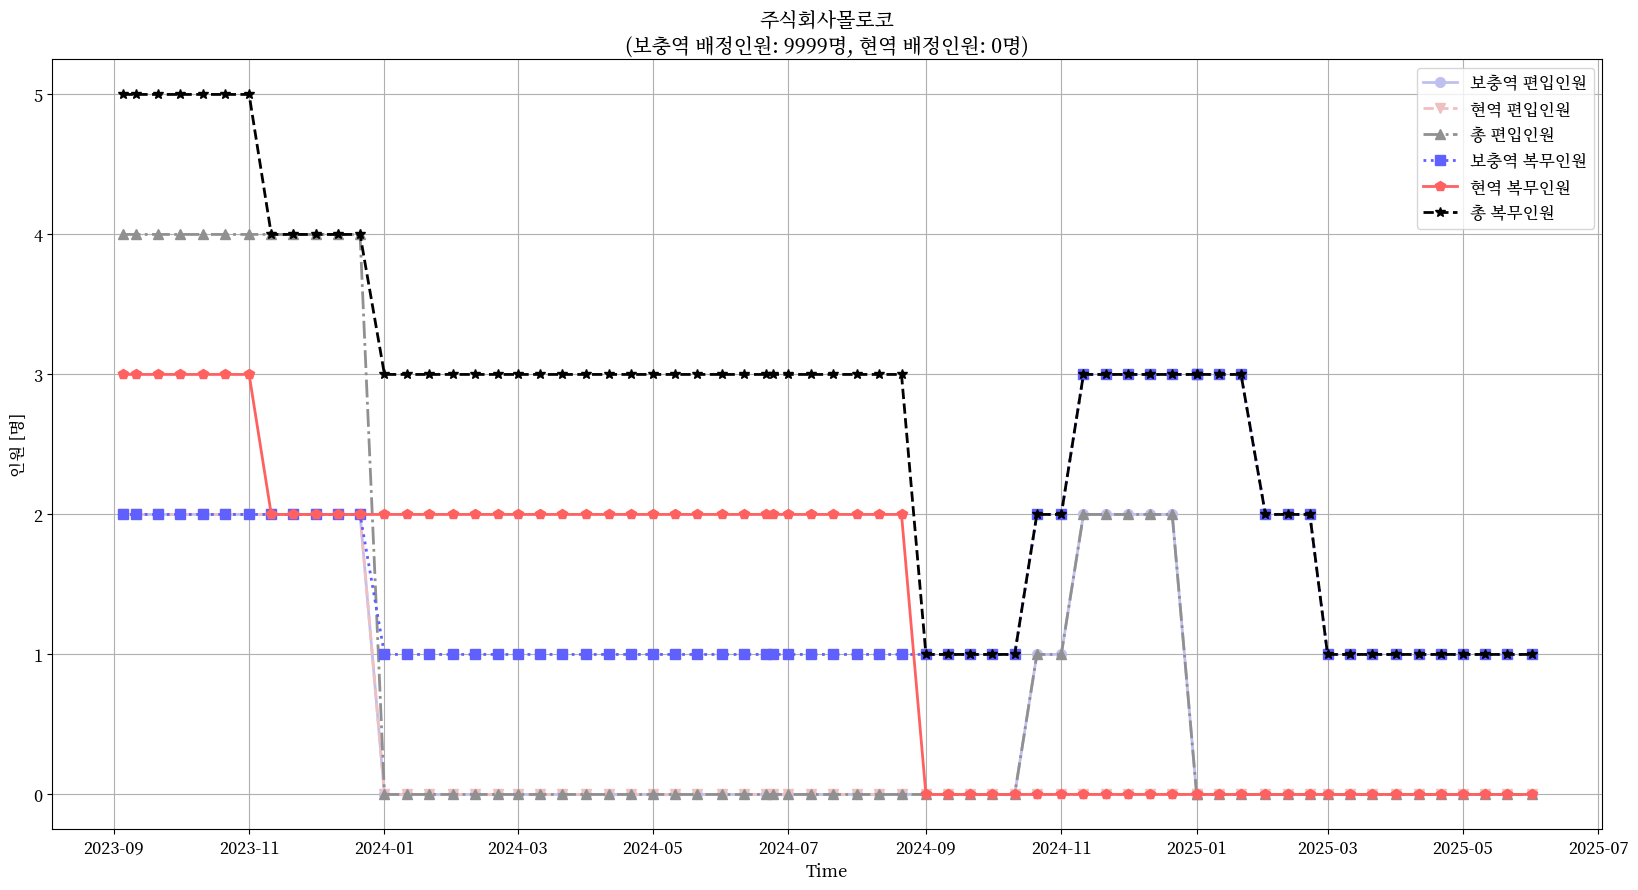 주식회사몰로코
(보충역 배정인원: 9999명, 현역 배정인원: 0명)
보충역 편입인원
현역 편입인원
총 편입인원
보충역 복무인원
현역 복무인원
총 복무인원
인원 [명]
5
4
3
2
1
0
2023-09 2023-11 2024-01 2024-03 2024-05 2024-07 2024-09 2024-11 2025-01 2025-03 2025-05 2025-07
Time